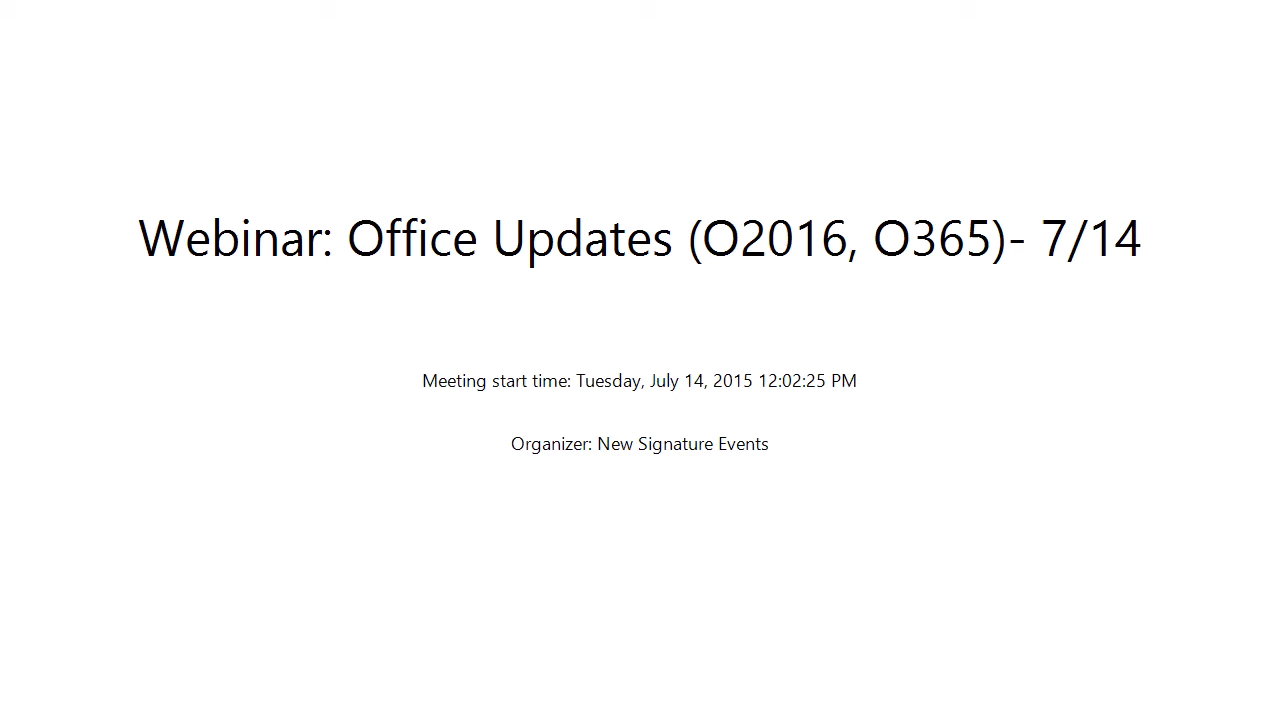 Webinar: Office Updates (O2016, O365)- 7/14
Meeting start time: Tuesday, July 14, 2015 12:02:25 PM
Organizer: New Signature Events